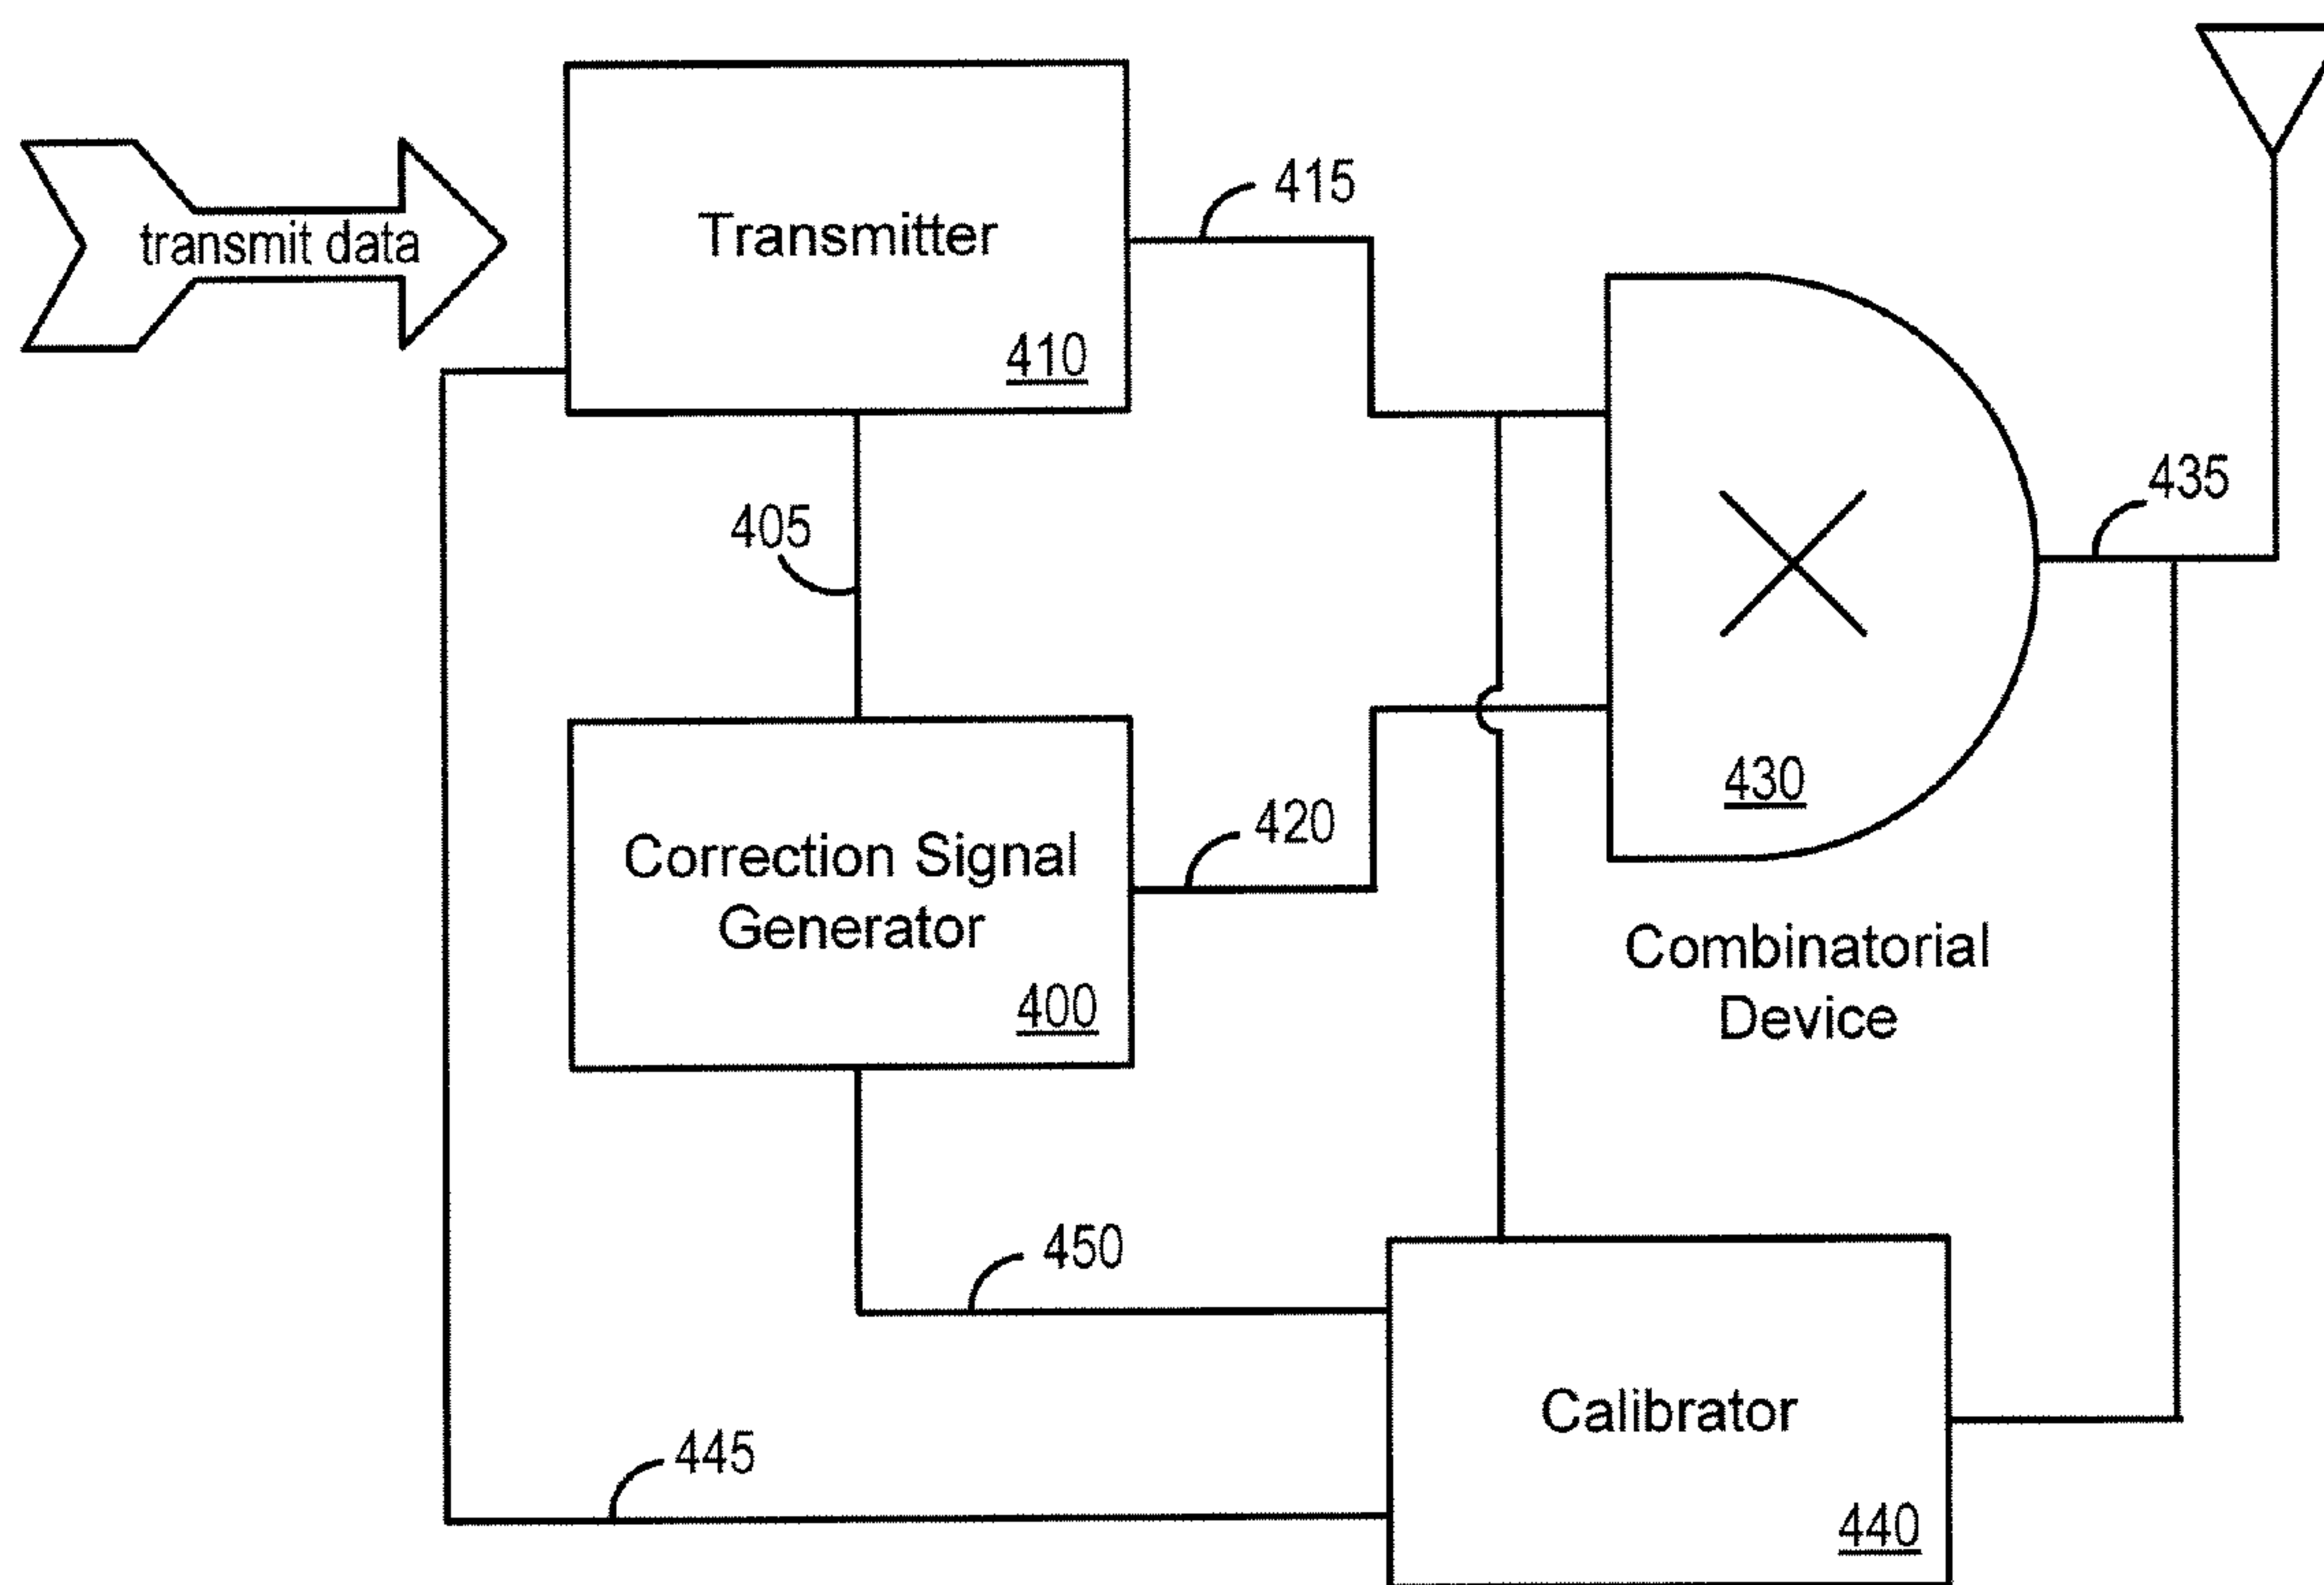 transmit data
Transmitter
410
415
405
435
430
420
Correction Signal
Generator
400
Combinatorial
Device
450
Calibrator
445
440